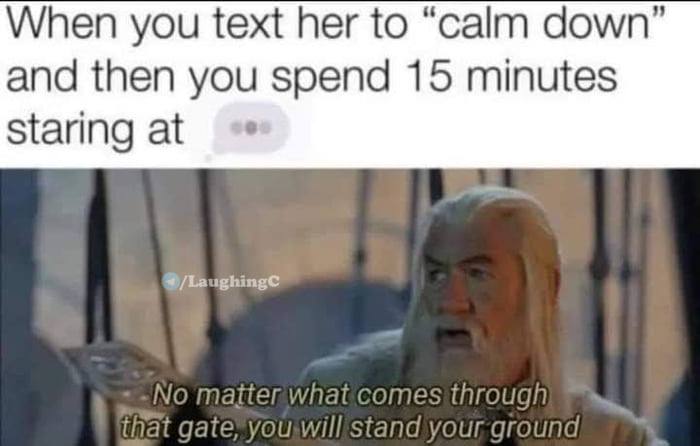 When you text her to “calm down”
and then you spend 15 minutes
staring at
/LaughingC
No matter what comes through
that gate, you will stand your ground